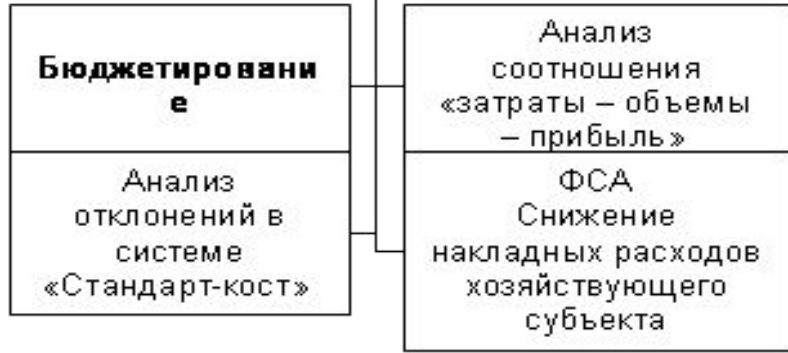 Бюджетировани
е
Анализ
соотношения
«затраты – объемы
– прибыль»
Анализ
отклонений в
системе
«Стандарт-кост»
ФСА
Снижение
накладных расходов
хозяйствующего
субъекта